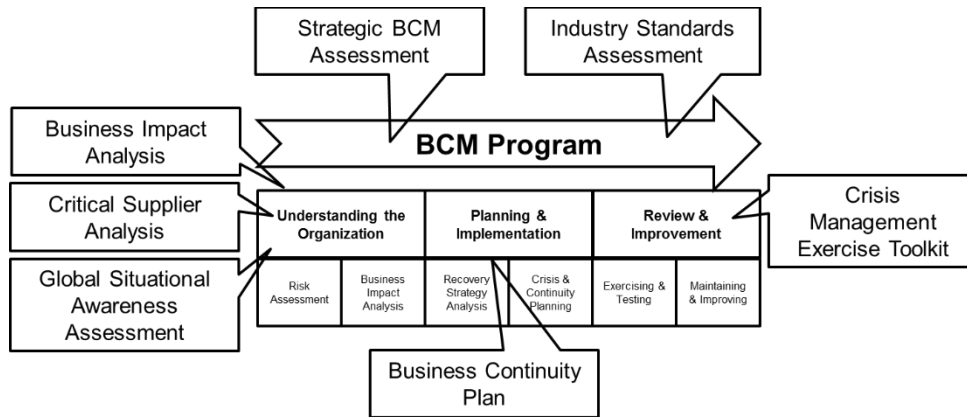 Strategic BCM
Assessment
Industry Standards
Assessment
Business Impact
Analysis
BCM Program
Critical Supplier
Analysis
Understanding the
Organization
Planning &
Implementation
Review &
Improvement
Crisis
Management
Exercise Toolkit
Global Situational
Awareness
Assessment
Risk
Assessment
Business
Impact
Analysis
Recovery
Strategy
Analysis
Crisis &
Continuity
Planning
Exercising &
Testing
Maintaining
& Improving
Business Continuity
Plan